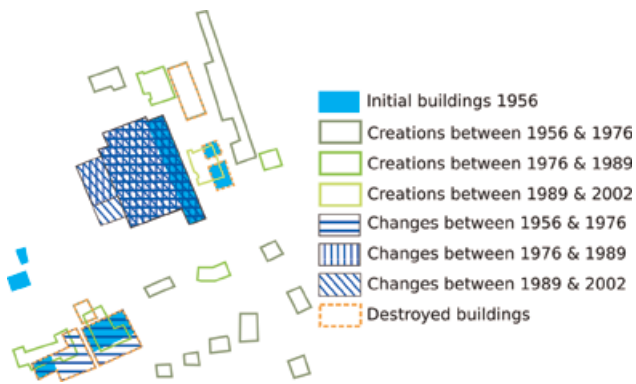 Initial buildings 1956
Creations between 1956 & 1976
Creations between 1976 & 1989
Creations between 1989 & 2002
Changes between 1956 & 1976
Changes between 1976 & 1989
Changes between 1989 & 2002
Destroyed buildings